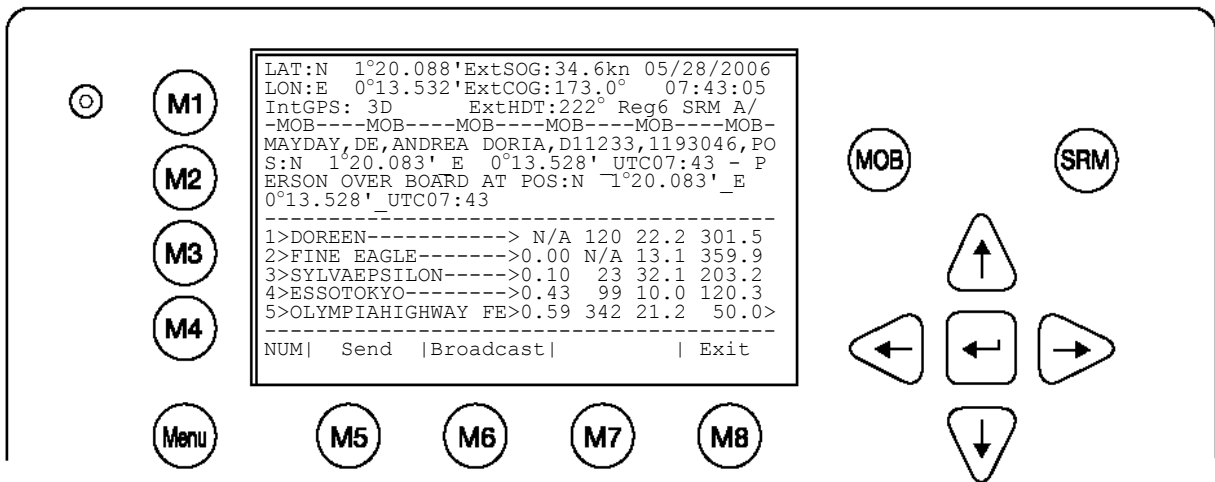 LAT:N  1°20.088'ExtSOG:34.6kn 05/28/2006
LON:E  0°13.532'ExtCOG:173.0°  07:43:05
IntGPS: 3D     ExtHDT:222° Reg6 SRM A/
-MOB----MOB----MOB----MOB----MOB----MOB-
MAYDAY,DE,ANDREA DORIA,D11233,1193046,PO
S:N  1°20.083'_E  0°13.528'_UTC07:43 - P
ERSON OVER BOARD AT POS:N  1°20.083'_E
0°13.528'_UTC07:43
----------------------------------------
1>DOREEN-----------> N/A 120 22.2 301.5
2>FINE EAGLE------->0.00 N/A 13.1 359.9
3>SYLVAEPSILON----->0.10  23 32.1 203.2
4>ESSOTOKYO-------->0.43  99 10.0 120.3
5>OLYMPIAHIGHWAY FE>0.59 342 21.2  50.0>
----------------------------------------
NUM|  Send  |Broadcast|         | Exit
M1
M2
M3
M4
Menu
M5
M6
M7
M8
MOB
SRM